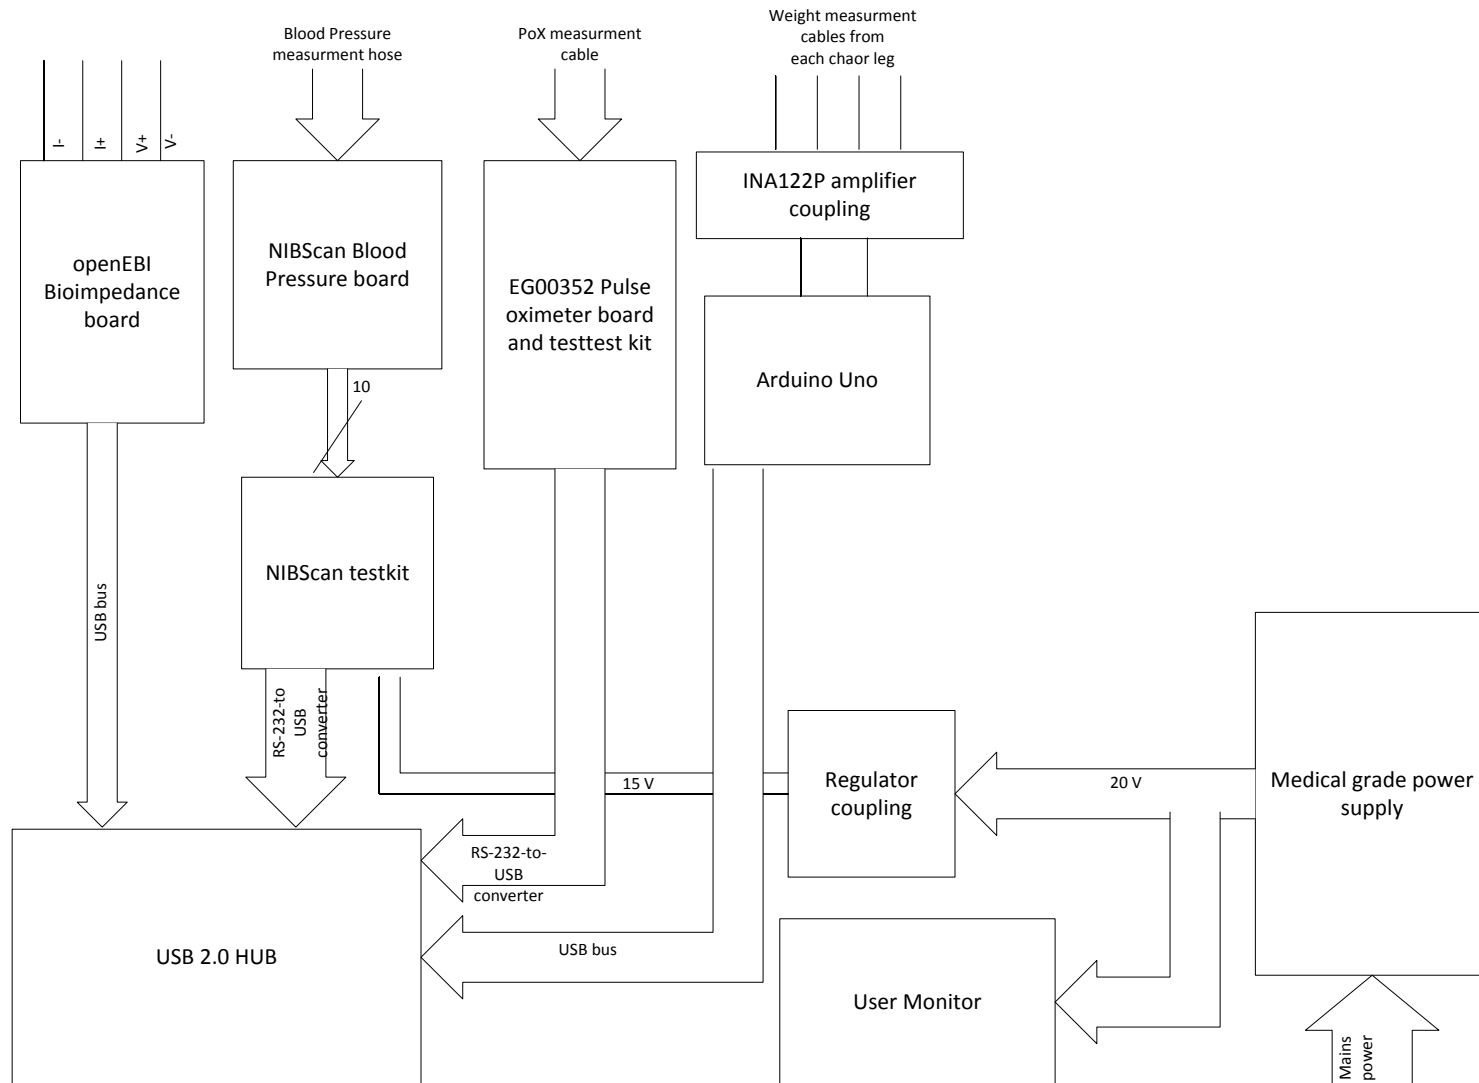 Blood Pressure
measurment hose
PoX measurment
cable
Weight measurment
cables from
each chaor leg
I-
I+
V+
V-
openEBI
Bioimpedance
board
NIBScan Blood
Pressure board
EG00352 Pulse
oximeter board
and testtest kit
INA122P amplifier
coupling
Arduino Uno
10
NIBScan testkit
USB bus
RS-232-to
USB
converter
15 V
Regulator
coupling
20 V
Medical grade power
supply
RS-232-to-
USB
converter
USB bus
USB 2.0 HUB
User Monitor
Mains
power